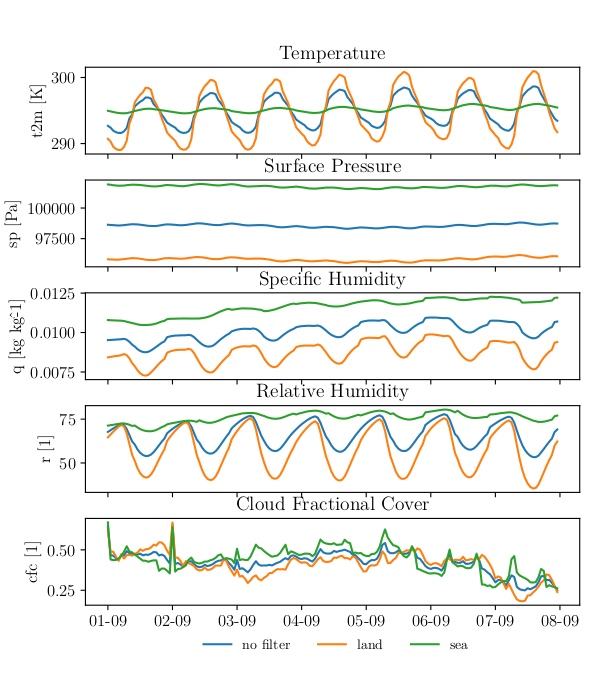 Temperature
300
290
t2m [K]
Surface Pressure
100000
97500
sp [Pa]
Specific Humidity
0.0125
0.0100
0.0075
q [kg kg-1]
Relative Humidity
75
50
r [1]
Cloud Fractional Cover
0.50
0.25
cfc [1]
01-09 02-09 03-09 04-09 05-09 06-09 07-09 08-09
no filter land sea